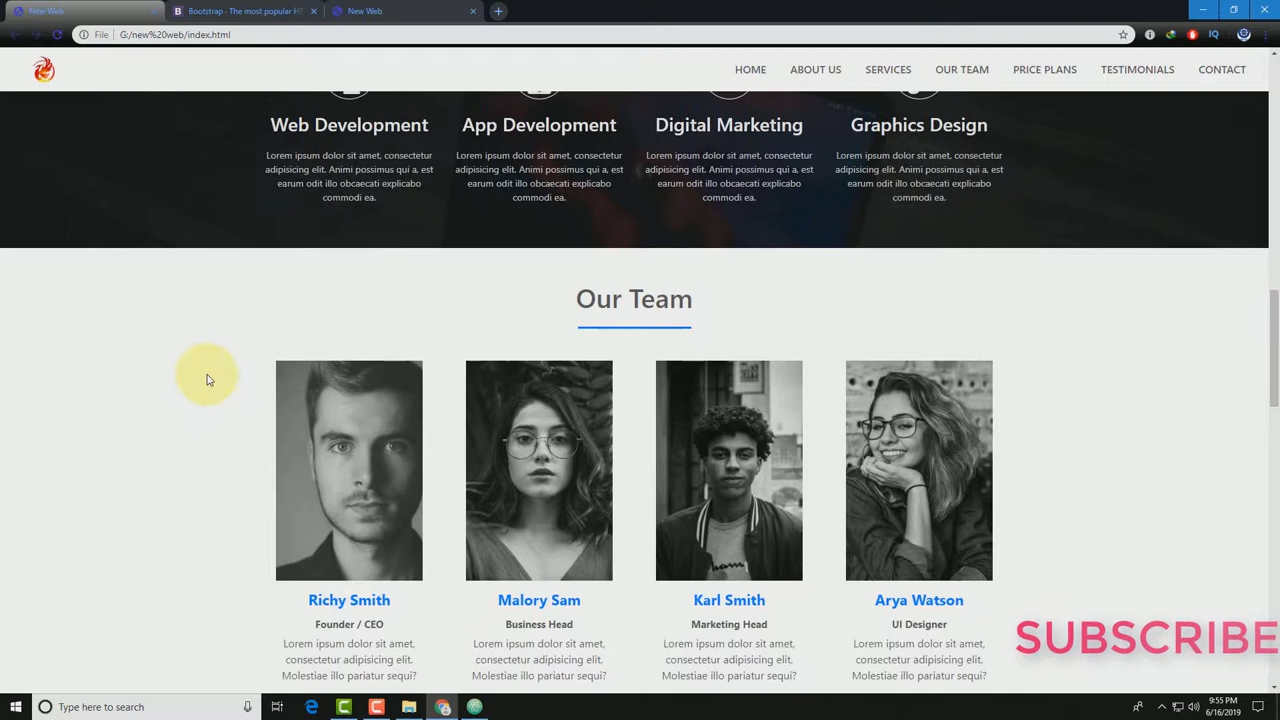 New Web
Bootstrap - The most popular HT
New Web
File
G:/new%20web/index.html
IQ
HOME
ABOUT US
SERVICES
OUR TEAM
PRICE PLANS
TESTIMONIALS
CONTACT
Web Development
App Development
Digital Marketing
Graphics Design
Lorem ipsum dolor sit amet, consectetur
adipisicing elit. Animi possimus qui a, est
earum odit illo obcaecati explicabo
commodi ea.
Lorem ipsum dolor sit amet, consectetur
adipisicing elit. Animi possimus qui a, est
earum odit illo obcaecati explicabo
commodi ea.
Lorem ipsum dolor sit amet, consectetur
adipisicing elit. Animi possimus qui a, est
earum odit illo obcaecati explicabo
commodi ea.
Lorem ipsum dolor sit amet, consectetur
adipisicing elit. Animi possimus qui a, est
earum odit illo obcaecati explicabo
commodi ea.
Our Team
Richy Smith
Founder / CEO
Lorem ipsum dolor sit amet,
consectetur adipisicing elit.
Molestiae illo pariatur sequi?
Malory Sam
Business Head
Lorem ipsum dolor sit amet,
consectetur adipisicing elit.
Molestiae illo pariatur sequi?
Karl Smith
Marketing Head
Lorem ipsum dolor sit amet,
consectetur adipisicing elit.
Molestiae illo pariatur sequi?
Arya Watson
UI Designer
Lorem ipsum dolor sit amet,
consectetur adipisicing elit.
Molestiae illo pariatur sequi?
SUBSCRIBE
Type here to search
9:55 PM
6/16/2019